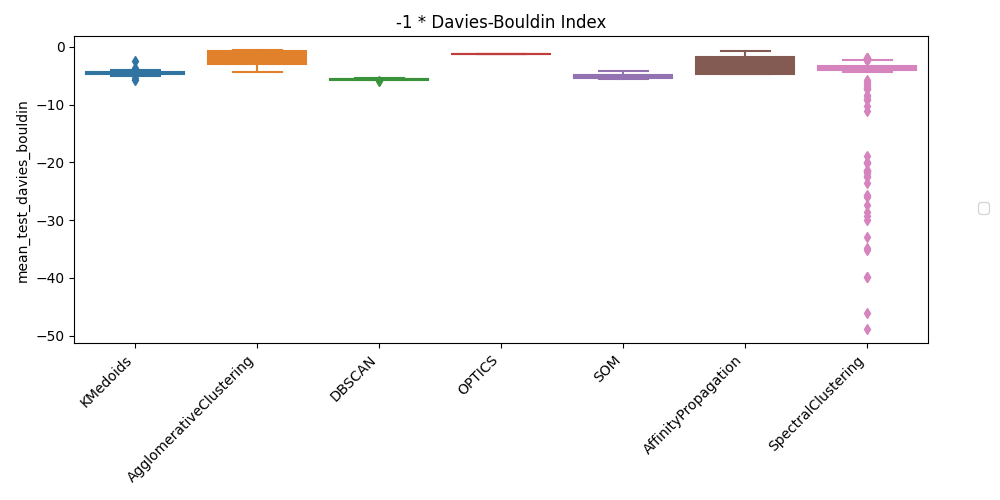 -1 * Davies-Bouldin Index
mean_test_davies_bouldin
0
−10
−20
−30
−40
−50
KMedoids
AgglomerativeClustering
DBSCAN
OPTICS
SOM
AffinityPropagation
SpectralClustering